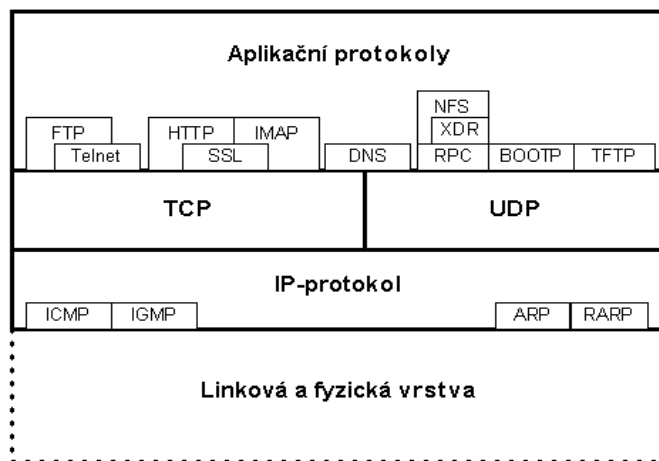 Aplikační protokoly
NFS
FTP HTTP IMAP XDR
Telnet SSL DNS RPC BOOTP TFTP
TCP UDP
IP-protokol
ICMP IGMP ARP RARP
Linková a fyzická vrstva